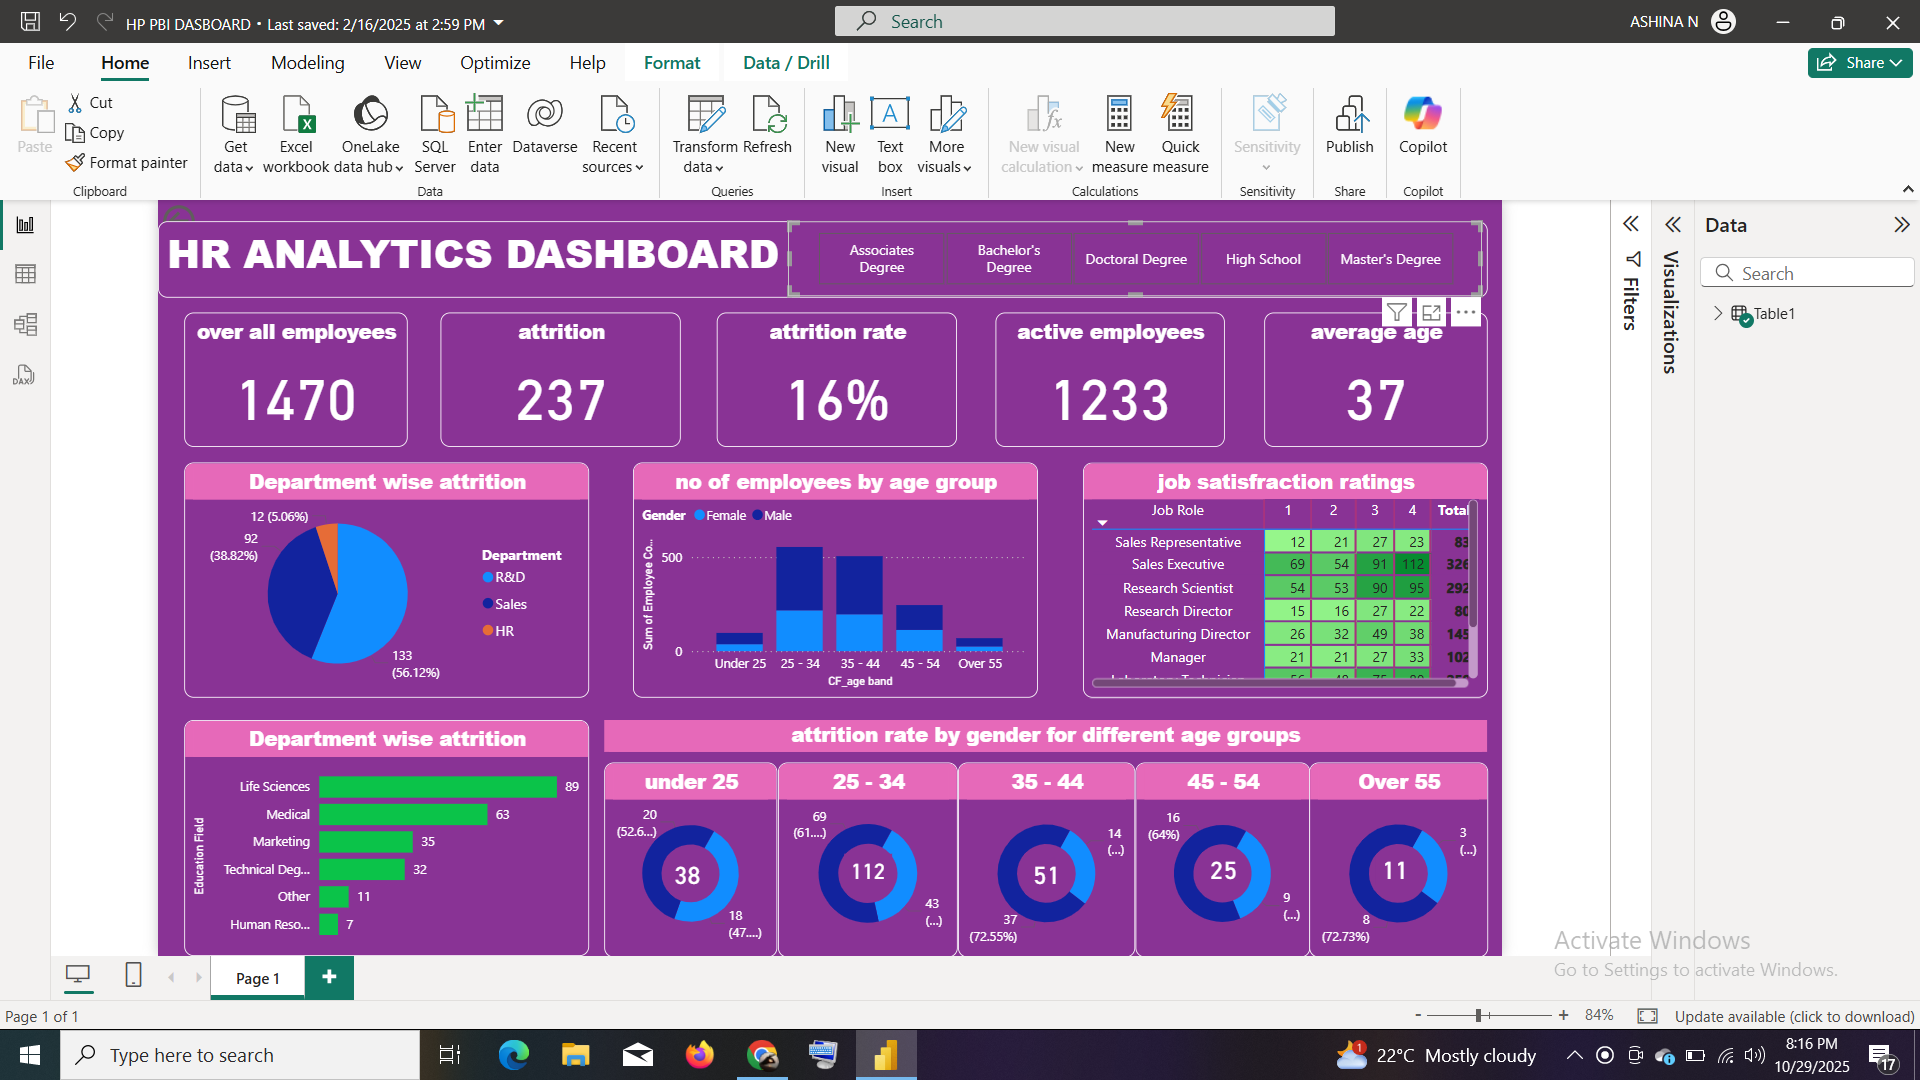 HP PBI DASBOARD • Last saved: 2/16/2025 at 2:59 PM
Search
ASHINA N
File Home Insert Modeling View Optimize Help Format Data / Drill
Share
Paste
Cut
Copy
Format painter
Clipboard
Get data
Excel workbook
OneLake data hub
SQL Server
Enter data
Dataverse
Recent sources
Data
Transform data
Refresh
Queries
New visual
Text box
More visuals
Insert
New visual calculation
New measure
Quick measure
Calculations
Sensitivity
Sensitivity
Publish
Share
Copilot
Copilot
HR ANALYTICS DASHBOARD
Associates Degree
Bachelor's Degree
Doctoral Degree
High School
Master's Degree
over all employees
1470
attrition
237
attrition rate
16%
active employees
1233
average age
37
Department wise attrition
12 (5.06%)
92
(38.82%)
133
(56.12%)
Department
R&D
Sales
HR
no of employees by age group
Gender Female Male
Sum of Employee Co...
500
0
Under 25 25 - 34 35 - 44 45 - 54 Over 55
CF_age band
job satisfraction ratings
Job Role 1 2 3 4 Total
Sales Representative 12 21 27 23 83
Sales Executive 69 54 91 112 326
Research Scientist 54 53 90 95 292
Research Director 15 16 27 22 80
Manufacturing Director 26 32 49 38 145
Manager 21 21 27 33 102
Department wise attrition
Education Field
Life Sciences 89
Medical 63
Marketing 35
Technical Deg... 32
Other 11
Human Reso... 7
attrition rate by gender for different age groups
under 25
20
(52.6...)
38
18
(47....)
25 - 34
69
(61....)
112
43
(...)
35 - 44
14
(...)
51
37
(72.55%)
45 - 54
16
(64%)
25
9
(...)
Over 55
3
(...)
11
8
(72.73%)
Filters
Visualizations
Data
Search
Table1
DAX
Activate Windows
Go to Settings to activate Windows.
Page 1
+
Page 1 of 1
- + 84%
Update available (click to download)
Type here to search
1
22°C Mostly cloudy
8:16 PM
10/29/2025
17